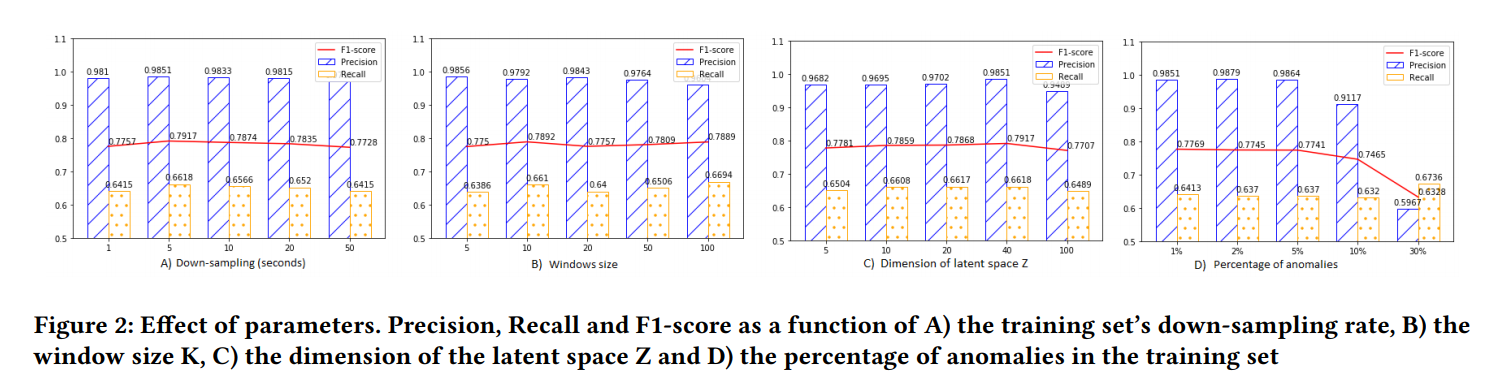 1.1
1.0
0.9
0.8
0.7
0.6
0.5
F1-score
Precision
Recall
0.981 0.9851 0.9833 0.9815
0.7757 0.7917 0.7874 0.7835 0.7728
0.6415 0.6618 0.6566 0.652 0.6415
1 5 10 20 50
A) Down-sampling (seconds)
1.1
1.0
0.9
0.8
0.7
0.6
0.5
F1-score
Precision
Recall
0.9856 0.9792 0.9843 0.9764
0.775 0.7892 0.7757 0.7809 0.7889
0.6386 0.661 0.64 0.6506 0.6694
5 10 20 50 100
B) Windows size
1.1
1.0
0.9
0.8
0.7
0.6
0.5
F1-score
Precision
Recall
0.9682 0.9695 0.9702 0.9851 0.9489
0.7781 0.7859 0.7868 0.7917 0.7707
0.6504 0.6608 0.6617 0.6618 0.6489
5 10 20 40 100
C) Dimension of latent space Z
1.1
1.0
0.9
0.8
0.7
0.6
0.5
F1-score
Precision
Recall
0.9851 0.9879 0.9864 0.9117 0.5967
0.7769 0.7745 0.7741 0.7465 0.6328
0.6413 0.637 0.637 0.632 0.6736
1% 2% 5% 10% 30%
D) Percentage of anomalies
Figure 2: Effect of parameters. Precision, Recall and F1-score as a function of A) the training set’s down-sampling rate, B) the
window size K, C) the dimension of the latent space Z and D) the percentage of anomalies in the training set